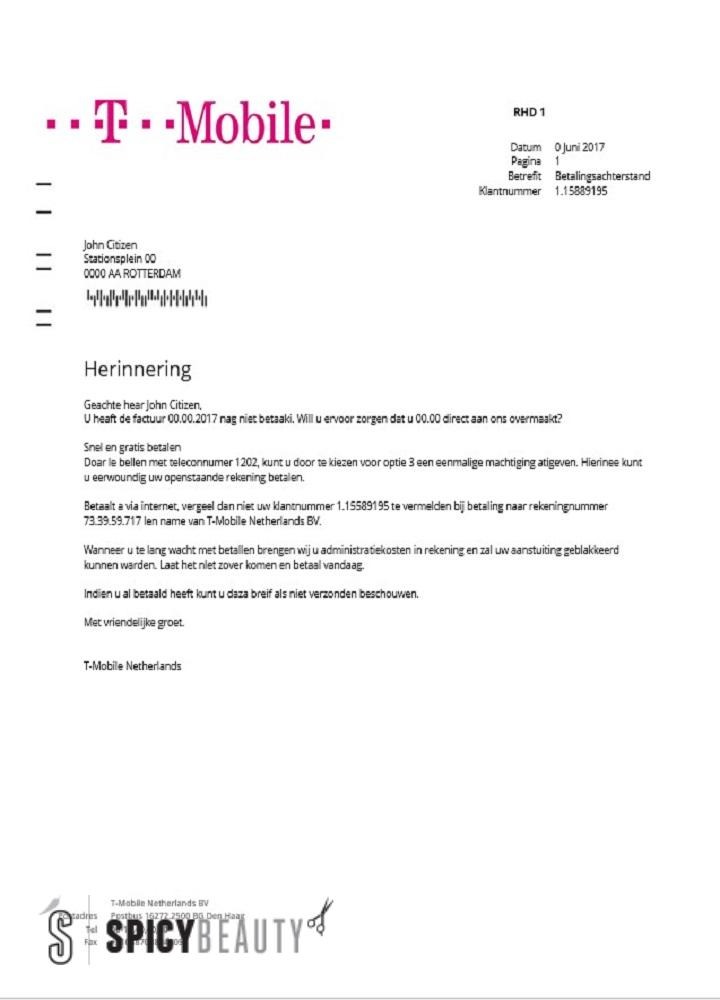 T Mobile
RHD 1
Datum 0 Juni 2017
Pagina 1
Betrefit Betalingsachterstand
Klantnummer 1.15889195
John Citizen
Stationsplein 00
0000 AA ROTTERDAM
Herinnering
Geachte hear John Citizen,
U heaft de factuur 00.00.2017 nag niet betaaki. Will u ervoor zorgen dat u 00.00 direct aan ons overmaakt?
Snel en gratis betalen
Doar le bellen met teleconnumer 1202, kunt u door te kiezen voor optie 3 een eenmalige machtiging atigeven. Hierinee kunt
u eerwoundig uw openstaande rekening betalen.
Betaalt a via internet, vergeel dan niet uw klantnummer 1.15589195 te vermelden bij betaling naar rekeningnummer
73.39.59.717 len name van T-Mobile Netherlands BV.
Wanneer u te lang wacht met betallen brengen wij u administratiekosten in rekening en zal uw aanstuiting geblakkeerd
kunnen warden. Laat het niet zover komen en betaal vandaag.
Indien u al betaald heeft kunt u daza breif als niet verzonden beschouwen.
Met vriendelijke groet.
T-Mobile Netherlands
T-Mobile Netherlands BV
Postbus 16272,2500 BG Den Haar
Tel
Fax
S SPICYBEAUTY